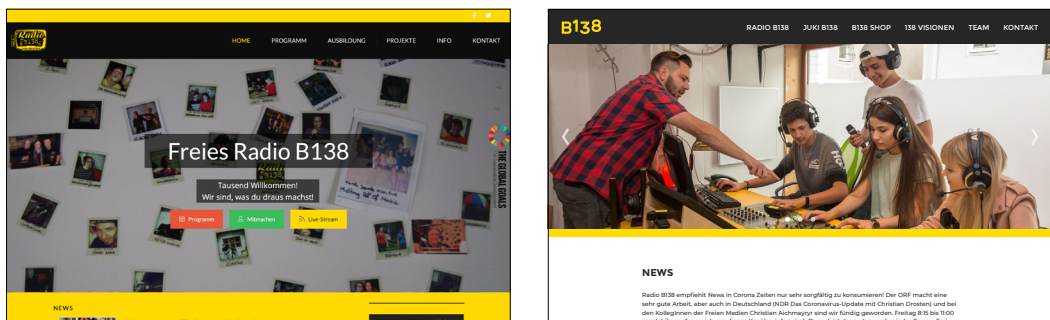 Radio
B138
HOME PROGRAMM AUSBILDUNG PROJEKTE INFO KONTAKT
Freies Radio B138
Tausend Willkommen!
Wir sind, was du draus machst!
Programm Mitmachen Live-Stream
THE GLOBAL GOALS
NEWS
B138
RADIO B138 JUKI B138 B138 SHOP 138 VISIONEN TEAM KONTAKT
NEWS
Radio B138 empfiehlt News in Corona Zeiten nur sehr sorgfältig zu konsumieren! Der ORF macht eine
sehr gute Arbeit, aber auch in Deutschland (NDR Das Coronavirus-Update mit Christian Drosten) und bei
den KollegInnen der Freien Medien Christian Aichmayryr sind wir fündig geworden. Freitag 8:15 bis 11:00